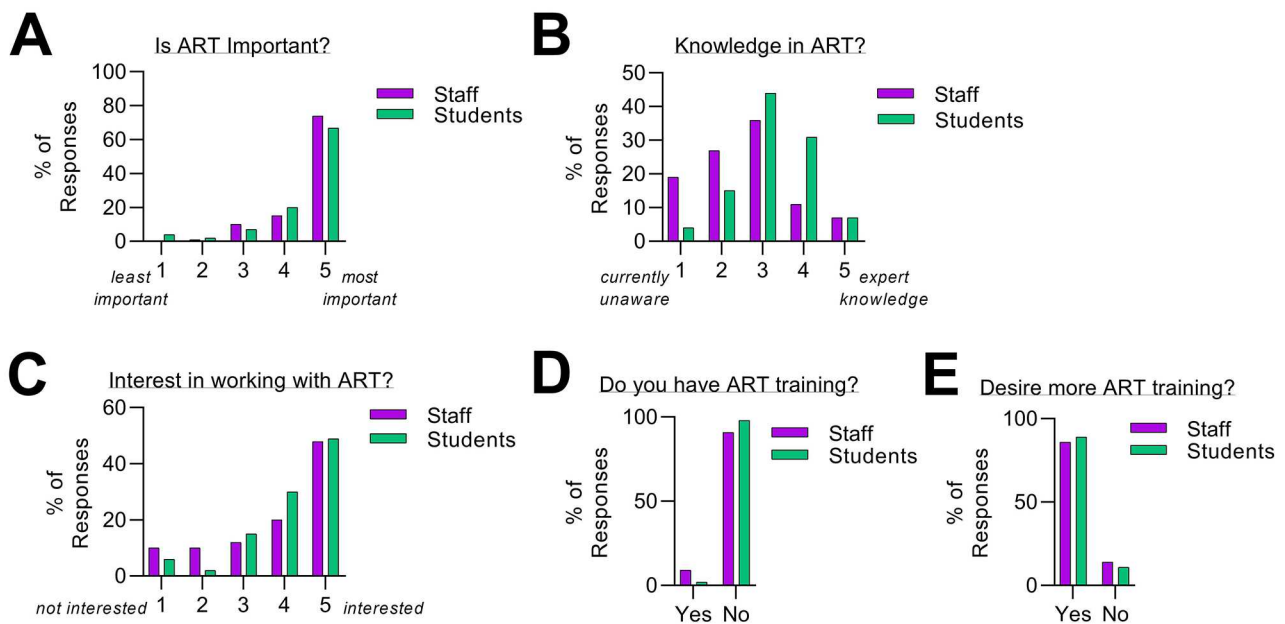 A
Is ART Important?
100
80
60
40
20
0
% of
Responses
1 2 3 4 5
least
important
most
important
Staff
Students
B
Knowledge in ART?
50
40
30
20
10
0
% of
Responses
1 2 3 4 5
currently
unaware
expert
knowledge
Staff
Students
C
Interest in working with ART?
60
40
20
0
% of
Responses
not interested 1 2 3 4 5 interested
Staff
Students
D
Do you have ART training?
100
50
0
% of
Responses
Yes No
Staff
Students
E
Desire more ART training?
100
50
0
% of
Responses
Yes No
Staff
Students